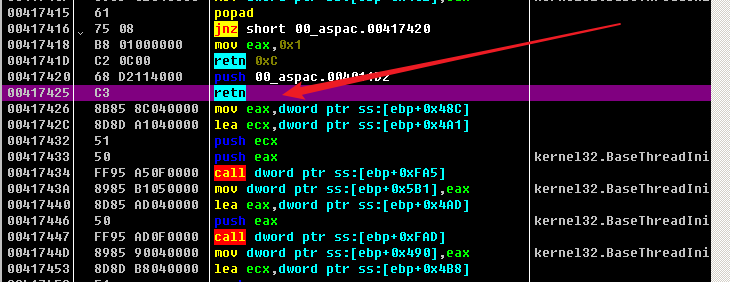 00417415 61 popad
00417416 75 08 jnz short 00_aspac.00417420
00417418 B8 01000000 mov eax,0x1
0041741D C2 0C00 retn 0xC
00417420 68 D2114000 push 00_aspac.004011D2
00417425 C3 retn
00417426 8B85 8C040000 mov eax,dword ptr ss:[ebp+0x48C]
0041742C 8D8D A1040000 lea ecx,dword ptr ss:[ebp+0x4A1]
00417432 51 push ecx
00417433 50 push eax kernel32.BaseThreadIni
00417434 FF95 A50F0000 call dword ptr ss:[ebp+0xFA5]
0041743A 8985 B1050000 mov dword ptr ss:[ebp+0x5B1],eax kernel32.BaseThreadIni
00417440 8D85 AD040000 lea eax,dword ptr ss:[ebp+0x4AD] kernel32.BaseThreadIni
00417446 50 push eax kernel32.BaseThreadIni
00417447 FF95 AD0F0000 call dword ptr ss:[ebp+0xFAD]
0041744D 8985 90040000 mov dword ptr ss:[ebp+0x490],eax kernel32.BaseThreadIni
00417453 8D8D B8040000 lea ecx,dword ptr ss:[ebp+0x4B8]